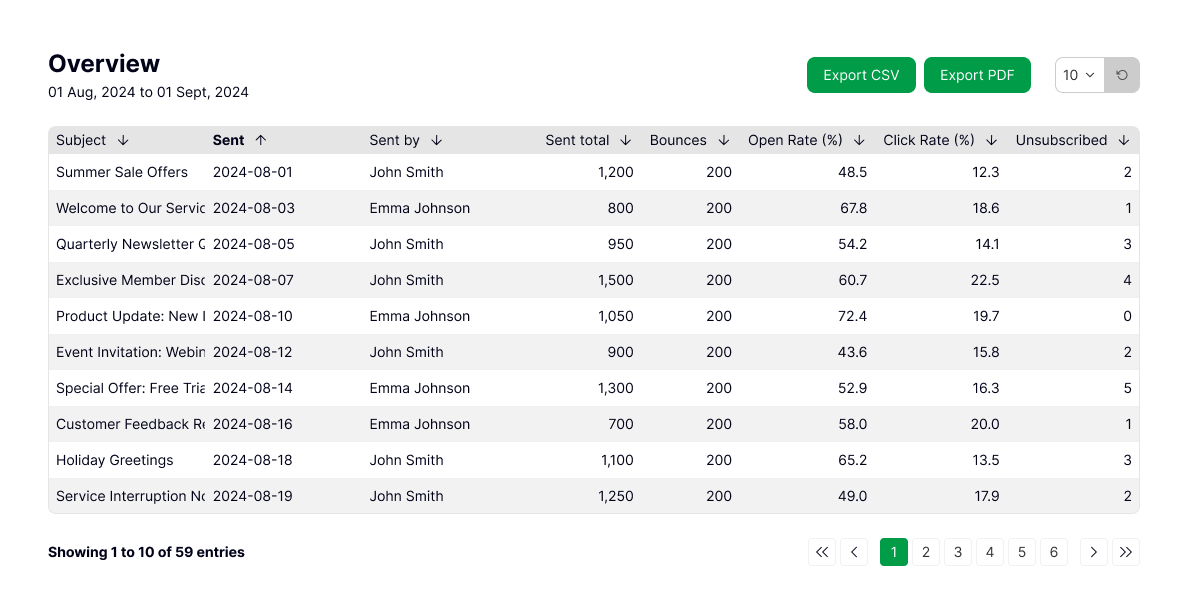 Overview
01 Aug, 2024 to 01 Sept, 2024
Export CSV Export PDF 10
Subject Sent Sent by Sent total Bounces Open Rate (%) Click Rate (%) Unsubscribed
Summer Sale Offers 2024-08-01 John Smith 1,200 200 48.5 12.3 2
Welcome to Our Servic 2024-08-03 Emma Johnson 800 200 67.8 18.6 1
Quarterly Newsletter 2024-08-05 John Smith 950 200 54.2 14.1 3
Exclusive Member Disc 2024-08-07 John Smith 1,500 200 60.7 22.5 4
Product Update: New 2024-08-10 Emma Johnson 1,050 200 72.4 19.7 0
Event Invitation: Webin 2024-08-12 John Smith 900 200 43.6 15.8 2
Special Offer: Free Tria 2024-08-14 Emma Johnson 1,300 200 52.9 16.3 5
Customer Feedback Re 2024-08-16 Emma Johnson 700 200 58.0 20.0 1
Holiday Greetings 2024-08-18 John Smith 1,100 200 65.2 13.5 3
Service Interruption No 2024-08-19 John Smith 1,250 200 49.0 17.9 2
Showing 1 to 10 of 59 entries
1 2 3 4 5 6